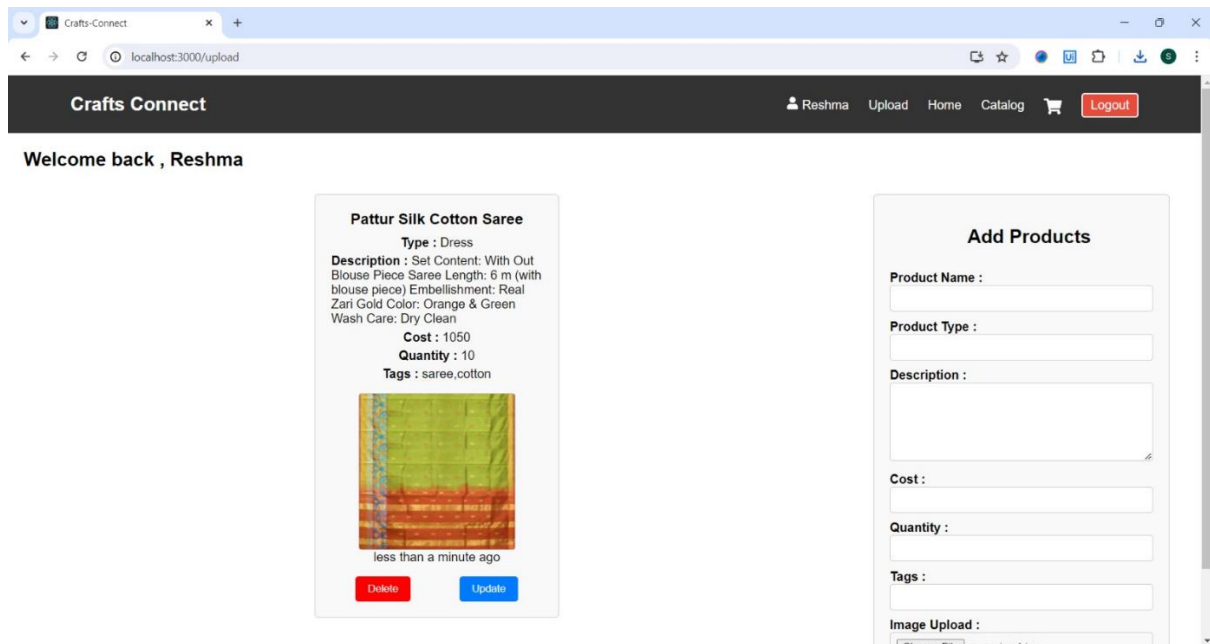 Crafts-Connect
localhost:3000/upload
S
Crafts Connect
Reshma Upload Home Catalog Logout
Welcome back , Reshma
Pattur Silk Cotton Saree
Type : Dress
Description : Set Content: With Out
Blouse Piece Saree Length: 6 m (with
blouse piece) Embellishment: Real
Zari Gold Color: Orange & Green
Wash Care: Dry Clean
Cost : 1050
Quantity : 10
Tags : saree,cotton
less than a minute ago
Delete Update
Add Products
Product Name :
Product Type :
Description :
Cost :
Quantity :
Tags :
Image Upload :